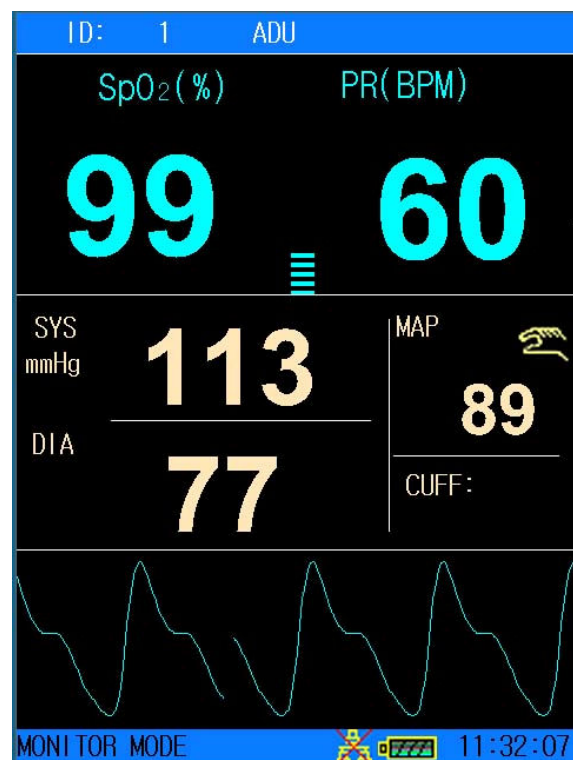 ID: 1 ADU
SpO₂(%) PR(BPM)
99 60
SYS
mmHg
113
DIA
77
MAP
89
CUFF:
MONITOR MODE 11:32:07